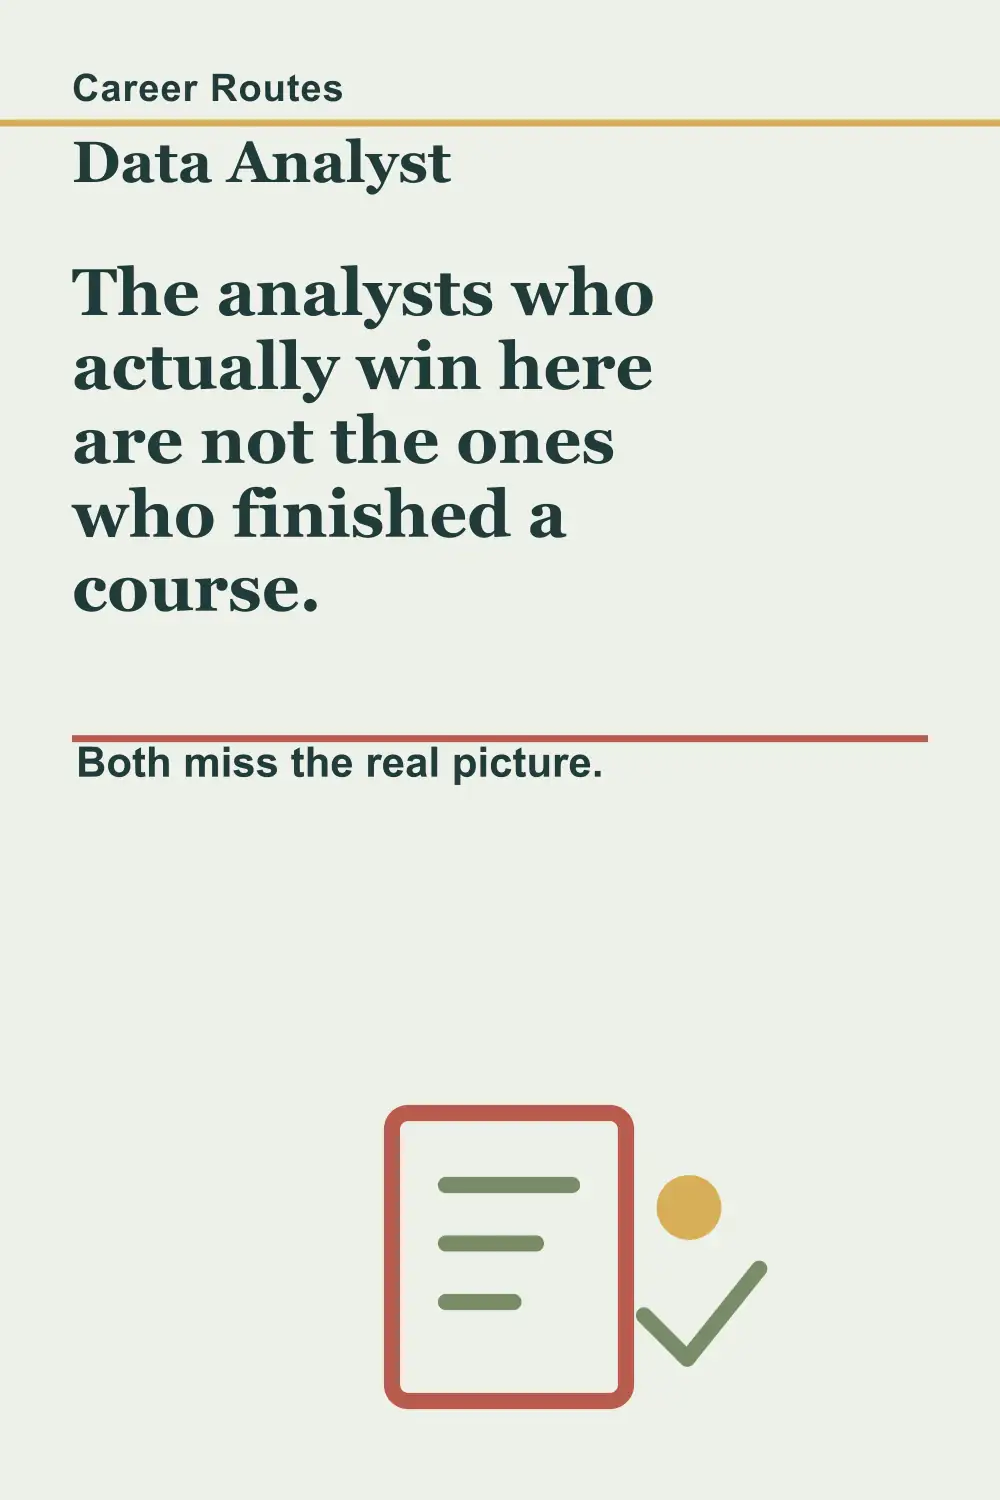 Career Routes
Data Analyst
The analysts who
actually win here
are not the ones
who finished a
course.
Both miss the real picture.